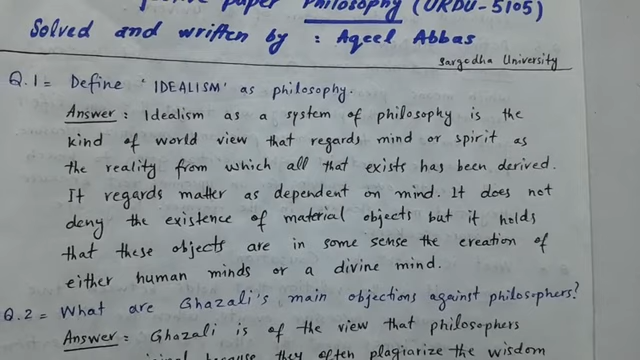 paper Philosophy (URDU-5105)
Solved and written by : Aqeel Abbas
Sargodha University
Q.1= Define 'IDEALISM' as philosophy.
Answer : Idealism as a system of philosophy is the
kind of world view that regards mind or spirit as
the reality from which all that exists has been derived.
It regards matter as dependent on mind. It does not
deny the existence of material objects but it holds
that these objects are in some sense the creation of
either human minds or a divine mind.
Q.2= What are Ghazali's main objections against philosophers?
Answer : Ghazali is of the view that philosophers
because they often plagiarize the wisdom